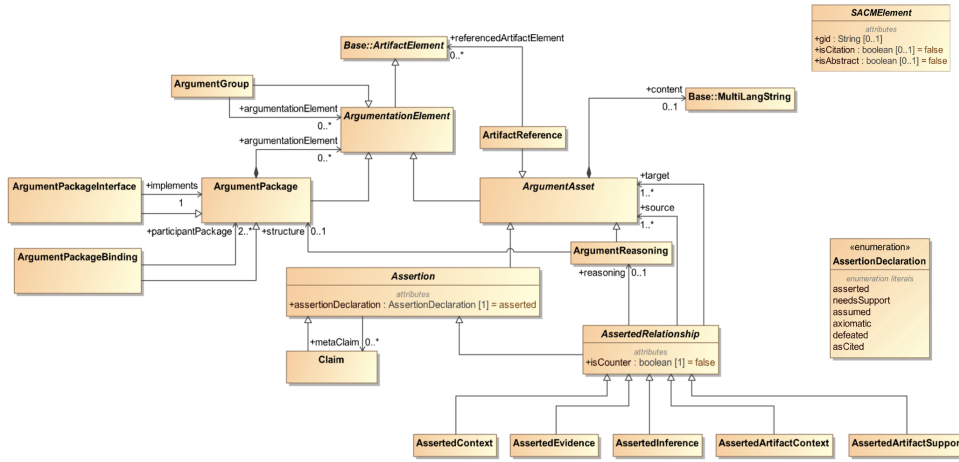 SACMElement
attributes
+gid : String [0..1]
+isCitation : boolean [0..1] = false
+isAbstract : boolean [0..1] = false
Base::ArtifactElement
+referencedArtifactElement
0..*
ArgumentGroup
+argumentationElement
0..*
ArgumentationElement
+content
0..1
Base::MultiLangString
ArtifactReference
+argumentationElement
0..*
ArgumentPackageInterface
+implements
1
ArgumentPackage
ArgumentAsset
+target
1..*
+source
1..*
+participantPackage
2..*
+structure
0..1
ArgumentPackageBinding
ArgumentReasoning
+reasoning
0..1
Assertion
attributes
+assertionDeclaration : AssertionDeclaration [1] = asserted
+metaClaim
0..*
Claim
AssertedRelationship
attributes
+isCounter : boolean [1] = false
«enumeration»
AssertionDeclaration
enumeration literals
asserted
needsSupport
assumed
axiomatic
defeated
asCited
AssertedContext
AssertedEvidence
AssertedInference
AssertedArtifactContext
AssertedArtifactSupport